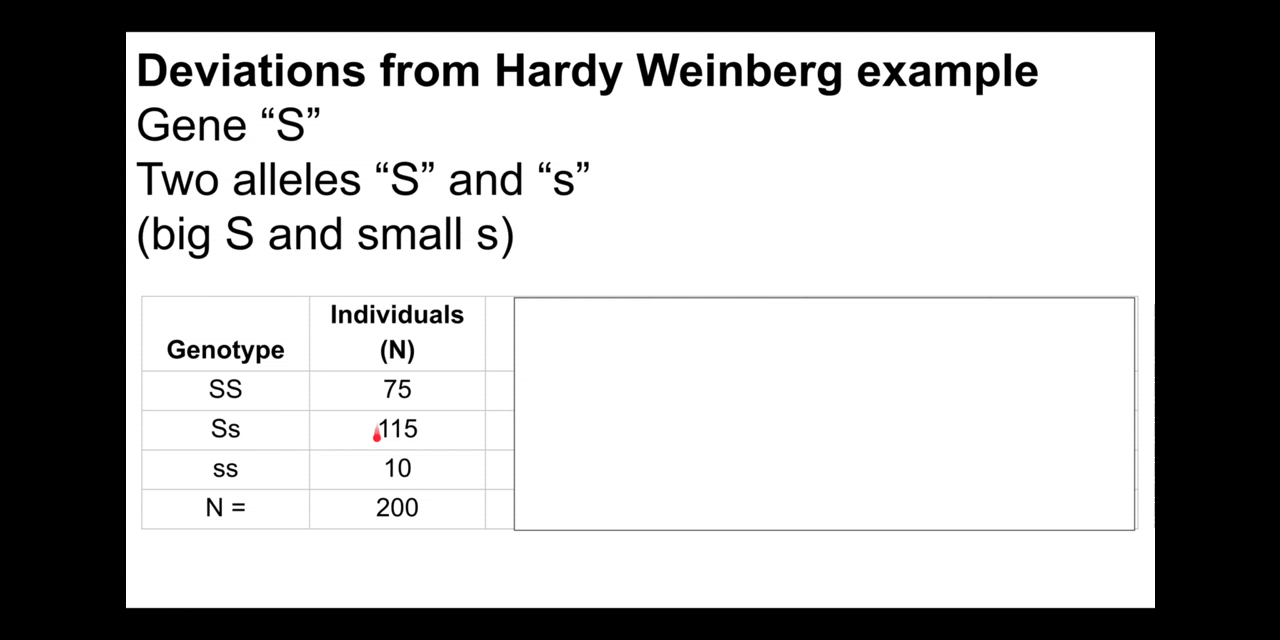 Deviations from Hardy Weinberg example
Gene “S”
Two alleles “S” and “s”
(big S and small s)
Genotype Individuals (N)
SS 75
Ss 115
ss 10
N = 200